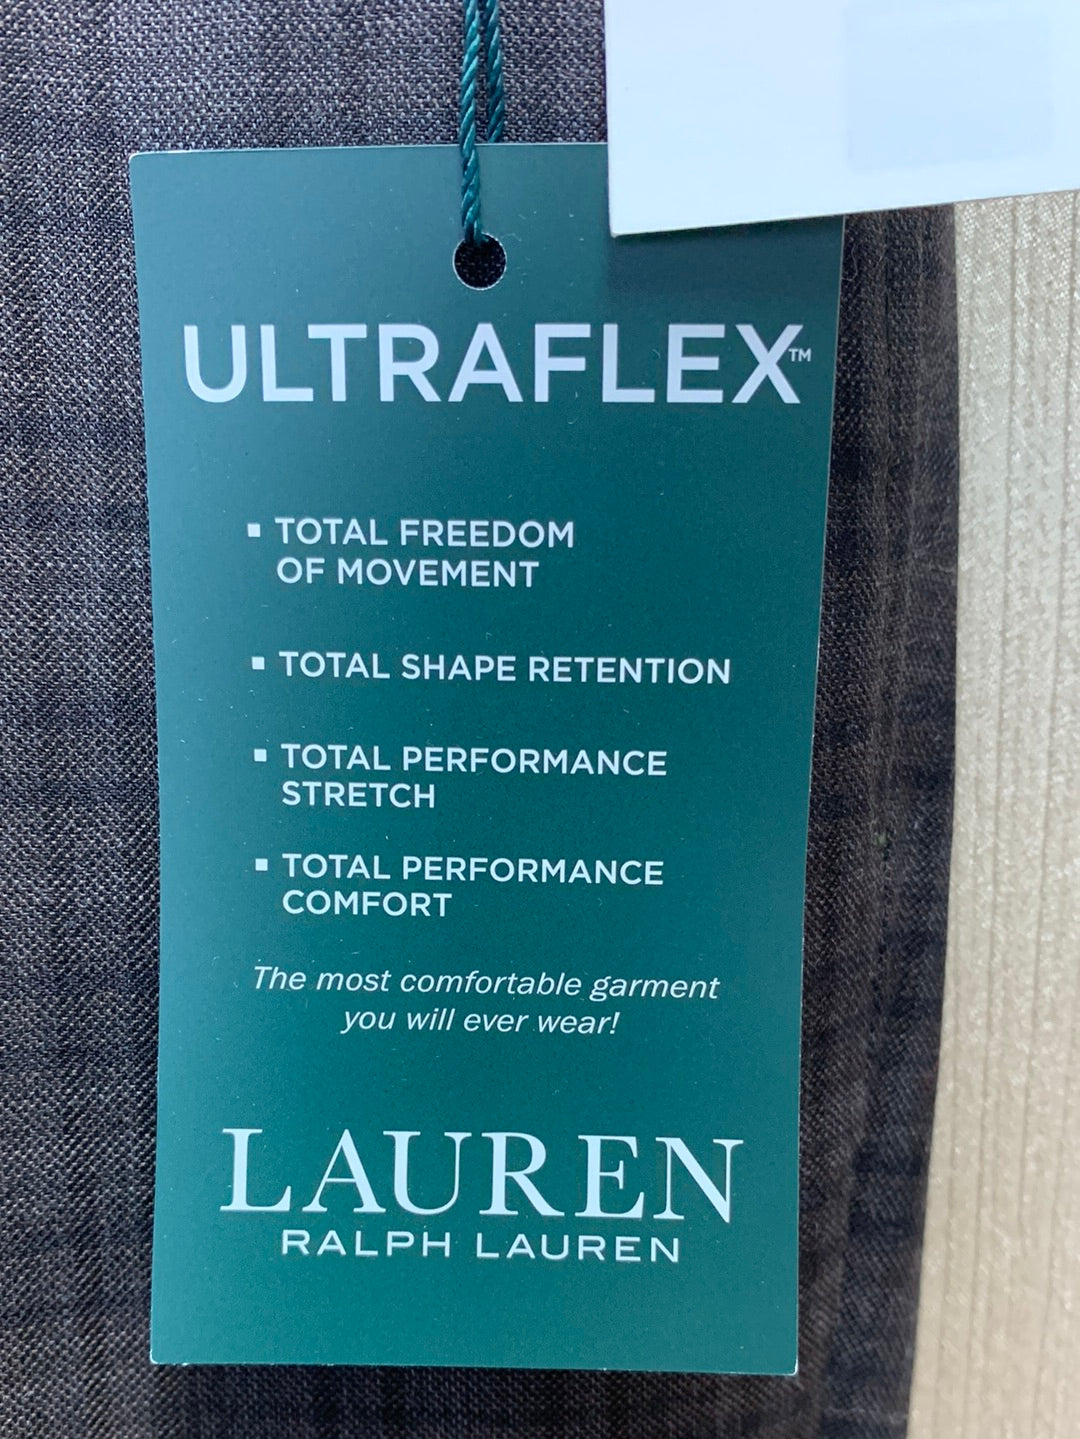 ULTRAFLEX™
▪ TOTAL FREEDOM
OF MOVEMENT
▪ TOTAL SHAPE RETENTION
▪ TOTAL PERFORMANCE
STRETCH
▪ TOTAL PERFORMANCE
COMFORT
The most comfortable garment
you will ever wear!
LAUREN
RALPH LAUREN